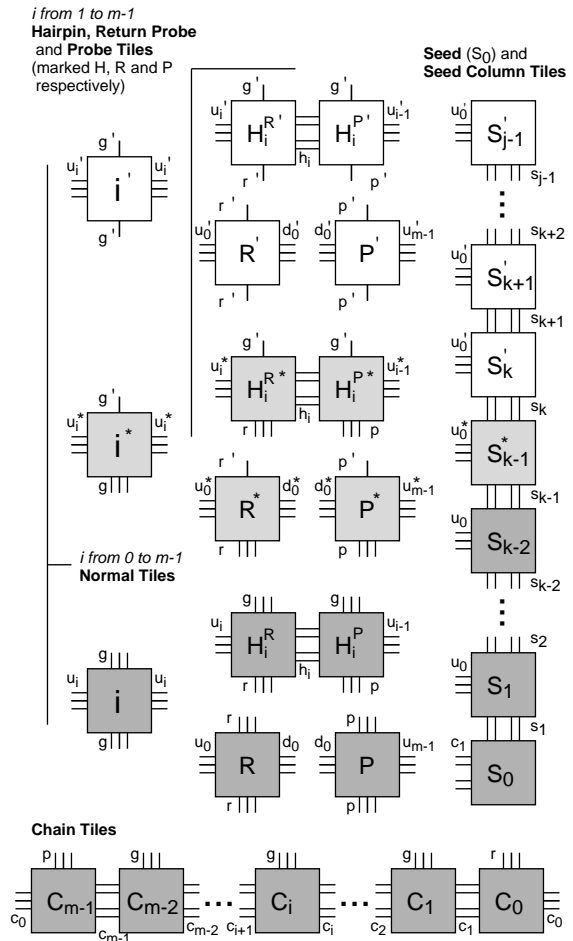 i from 1 to m-1
Hairpin, Return Probe
and Probe Tiles
(marked H, R and P
respectively)
Seed (S0) and
Seed Column Tiles
g' g'
ui' HiR' HiP' ui-1'
hi
r' p'
u0' S'j-1
sj-1
g'
ui' i' ui'
g'
r' p'
u0' R' d0' d0' P' um-1'
r' p'
sk+2
u0' S'k+1
sk+1
g' g'
ui* HiR* HiP* ui-1*
hi
r p
u0' S'k
sk
g'
ui* i* ui*
g
u0* S*k-1
sk-1
r' p'
u0* R* d0* d0* P* um-1*
r p
u0 Sk-2
sk-2
i from 0 to m-1
Normal Tiles
g g
ui HiR HiP ui-1
hi
r p
s2
u0 S1
s1
g
ui i ui
g
r p
u0 R d0 d0 P um-1
r p
c1 S0
Chain Tiles
p g g g r
c0 Cm-1 Cm-2 Ci C1 C0 c0
cm-1 cm-2 ci+1 ci c2 c1